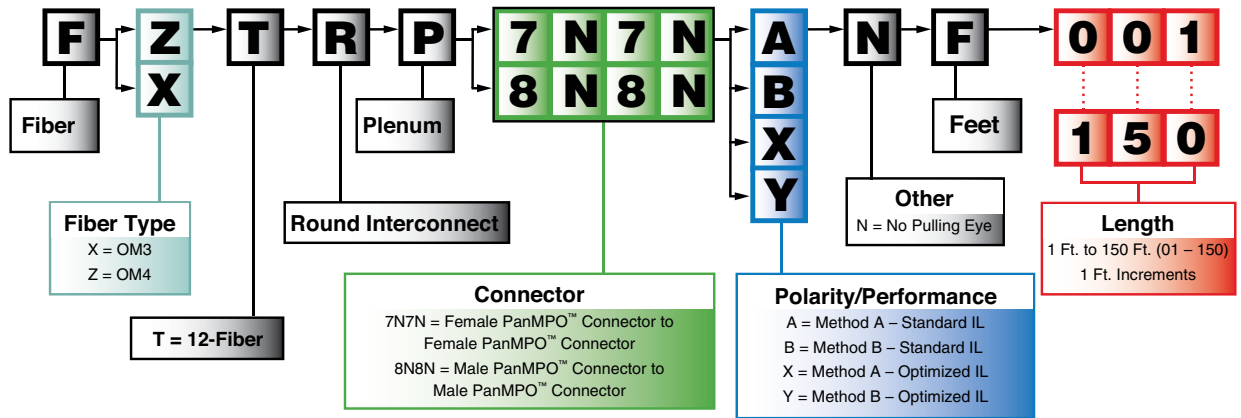 F Z T R P 7 N 7 N A N F 0 0 1
X 8 N 8 N B
X 1 5 0
Y
Fiber
Plenum
Feet
Fiber Type
X = OM3
Z = OM4
Round Interconnect
Other
N = No Pulling Eye
Length
1 Ft. to 150 Ft. (01 – 150)
1 Ft. Increments
T = 12-Fiber
Connector
7N7N = Female PanMPO™ Connector to
Female PanMPO™ Connector
8N8N = Male PanMPO™ Connector to
Male PanMPO™ Connector
Polarity/Performance
A = Method A – Standard IL
B = Method B – Standard IL
X = Method A – Optimized IL
Y = Method B – Optimized IL